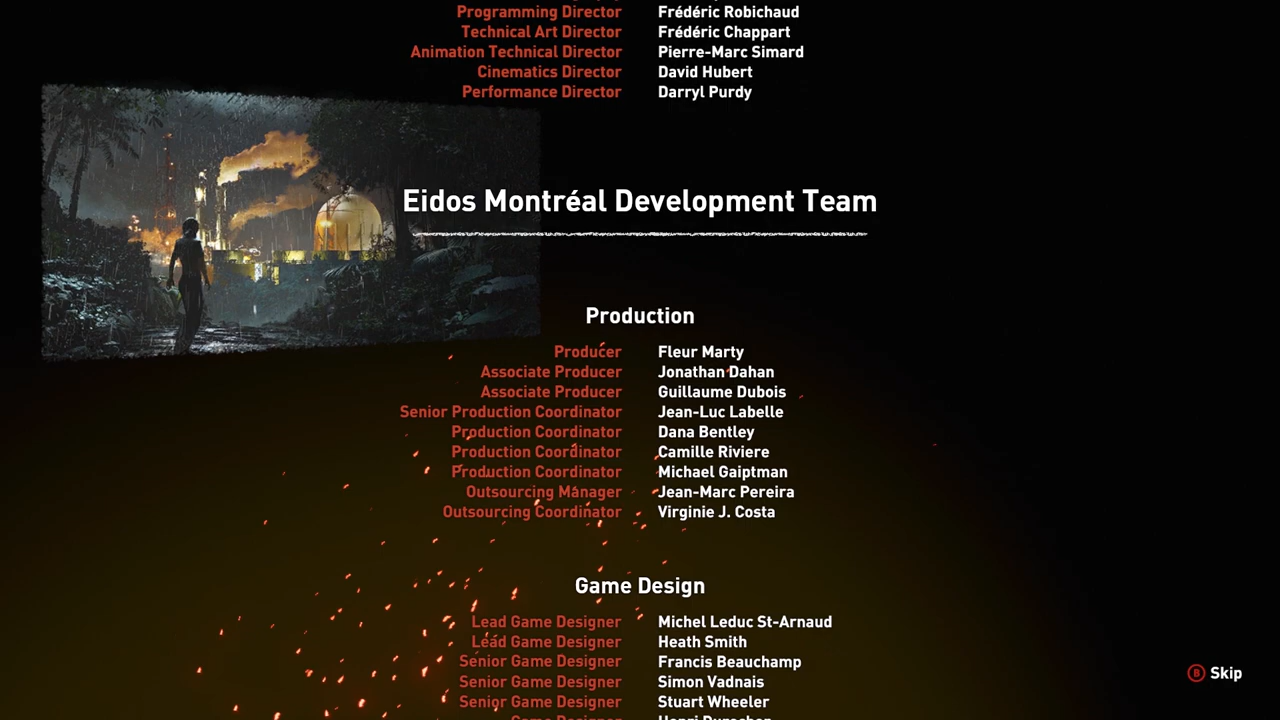 Programming Director Frédéric Robichaud
Technical Art Director Frédéric Chappart
Animation Technical Director Pierre-Marc Simard
Cinematics Director David Hubert
Performance Director Darryl Purdy
Eidos Montréal Development Team
Production
Producer Fleur Marty
Associate Producer Jonathan Dahan
Associate Producer Guillaume Dubois
Senior Production Coordinator Jean-Luc Labelle
Production Coordinator Dana Bentley
Production Coordinator Camille Riviere
Production Coordinator Michael Gaiptman
Outsourcing Manager Jean-Marc Pereira
Outsourcing Coordinator Virginie J. Costa
Game Design
Lead Game Designer Michel Leduc St-Arnaud
Lead Game Designer Heath Smith
Senior Game Designer Francis Beauchamp
Senior Game Designer Simon Vadnais
B Skip
Senior Game Designer Stuart Wheeler